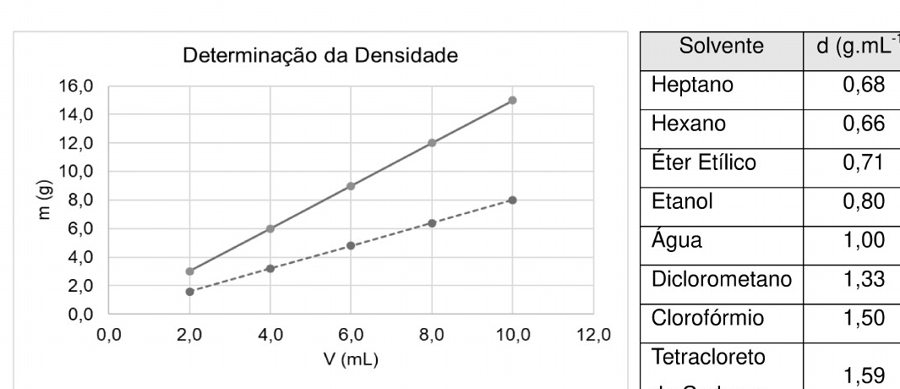 Determinação da Densidade
16,0
14,0
12,0
10,0
8,0
6,0
4,0
2,0
0,0
m (g)
0,0 2,0 4,0 6,0 8,0 10,0 12,0
V (mL)
Solvente d (g.mL⁻¹
Heptano 0,68
Hexano 0,66
Éter Etílico 0,71
Etanol 0,80
Água 1,00
Diclorometano 1,33
Clorofórmio 1,50
Tetracloreto
1,59